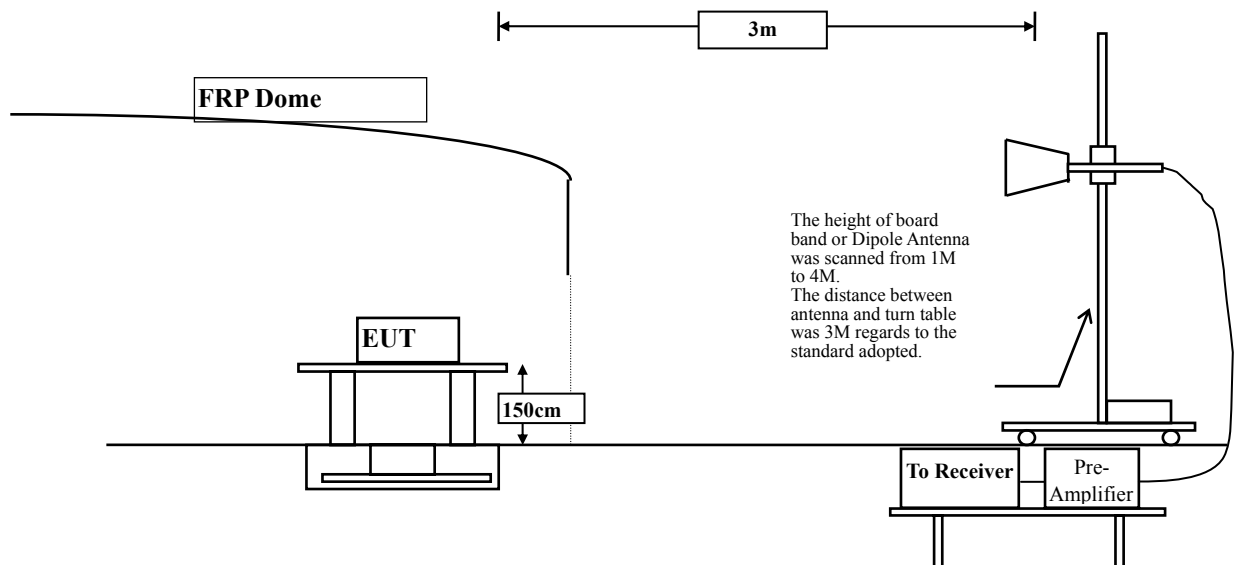 3m
FRP Dome
The height of board
band or Dipole Antenna
was scanned from 1M
to 4M.
The distance between
antenna and turn table
was 3M regards to the
standard adopted.
EUT
150cm
To Receiver
Pre-
Amplifier